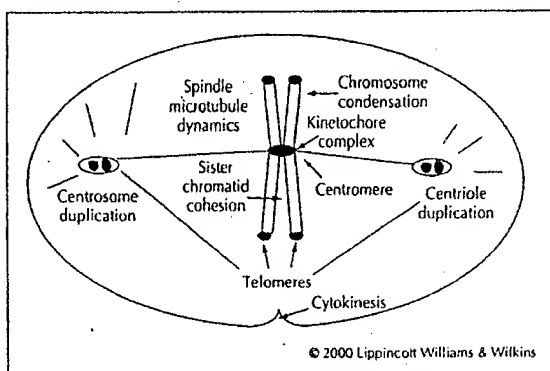 Spindle
microtubule
dynamics
Chromosome
condensation
Kinetochore
complex
Sister
chromatid
cohesion
Centromere
Centrosome
duplication
Centriole
duplication
Telomeres
Cytokinesis
© 2000 Lippincott Williams & Wilkins